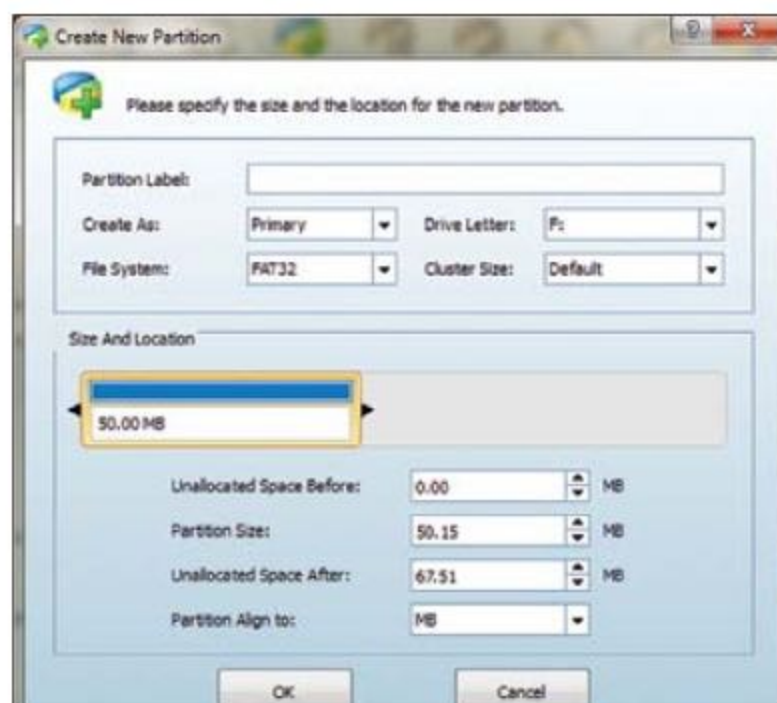 Create New Partition
Please specify the size and the location for the new partition.
Partition Label:
Create As: Primary Drive Letter: F:
File System: FAT32 Cluster Size: Default
Size And Location
50.00 MB
Unallocated Space Before: 0.00 MB
Partition Size: 50.15 MB
Unallocated Space After: 67.51 MB
Partition Align to: MB
OK Cancel